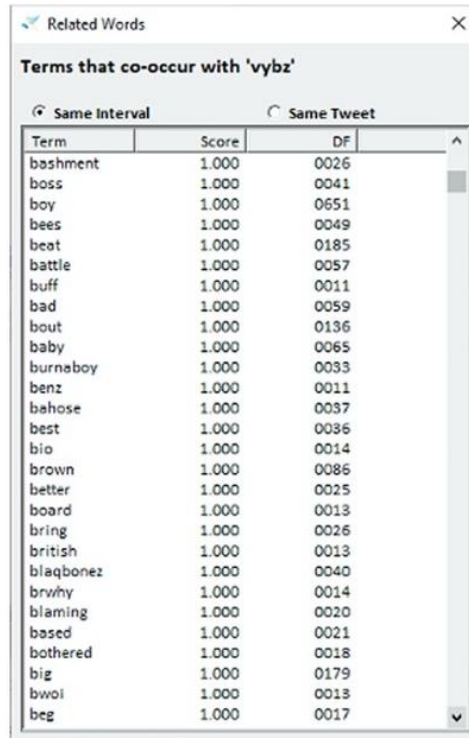 Related Words
Terms that co-occur with 'vybz'
Same Interval Same Tweet
Term Score DF
bashment 1.000 0026
boss 1.000 0041
boy 1.000 0651
bees 1.000 0049
beat 1.000 0185
battle 1.000 0057
buff 1.000 0011
bad 1.000 0059
bout 1.000 0136
baby 1.000 0065
burnaboy 1.000 0033
benz 1.000 0011
bahose 1.000 0037
best 1.000 0036
bio 1.000 0014
brown 1.000 0086
better 1.000 0025
board 1.000 0013
bring 1.000 0026
british 1.000 0013
blaqbonez 1.000 0040
brwhy 1.000 0014
blaming 1.000 0020
based 1.000 0021
bothered 1.000 0018
big 1.000 0179
bwoi 1.000 0013
beg 1.000 0017